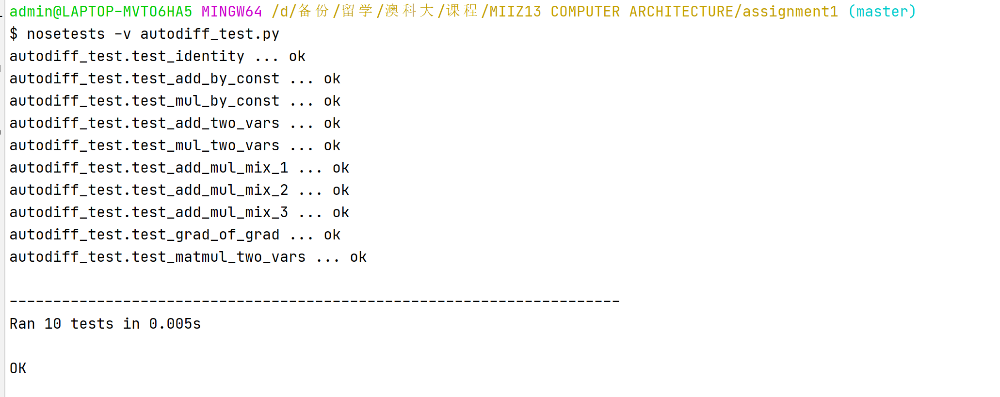 admin@LAPTOP-MVTO6HA5 MINGW64 /d/备份/留学/澳科大/课程/MIIZ13 COMPUTER ARCHITECTURE/assignment1 (master)
$ nosetests -v autodiff_test.py
autodiff_test.test_identity ... ok
autodiff_test.test_add_by_const ... ok
autodiff_test.test_mul_by_const ... ok
autodiff_test.test_add_two_vars ... ok
autodiff_test.test_mul_two_vars ... ok
autodiff_test.test_add_mul_mix_1 ... ok
autodiff_test.test_add_mul_mix_2 ... ok
autodiff_test.test_add_mul_mix_3 ... ok
autodiff_test.test_grad_of_grad ... ok
autodiff_test.test_matmul_two_vars ... ok
----------------------------------------------------------------------
Ran 10 tests in 0.005s
OK